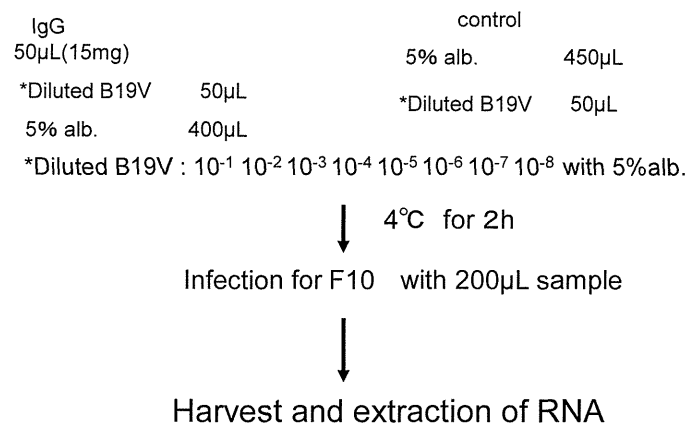 IgG
50µL(15mg)
*Diluted B19V 50µL
5% alb. 400µL
control
5% alb. 450µL
*Diluted B19V 50µL
*Diluted B19V : 10⁻¹ 10⁻² 10⁻³ 10⁻⁴ 10⁻⁵ 10⁻⁶ 10⁻⁷ 10⁻⁸ with 5%alb.
4℃ for 2h
Infection for F10 with 200µL sample
Harvest and extraction of RNA